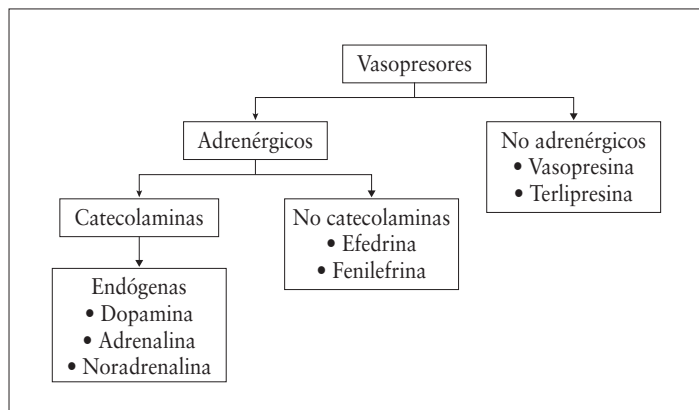 Vasopresores
Adrenérgicos
No adrenérgicos
• Vasopresina
• Terlipresina
Catecolaminas
No catecolaminas
• Efedrina
• Fenilefrina
Endógenas
• Dopamina
• Adrenalina
• Noradrenalina